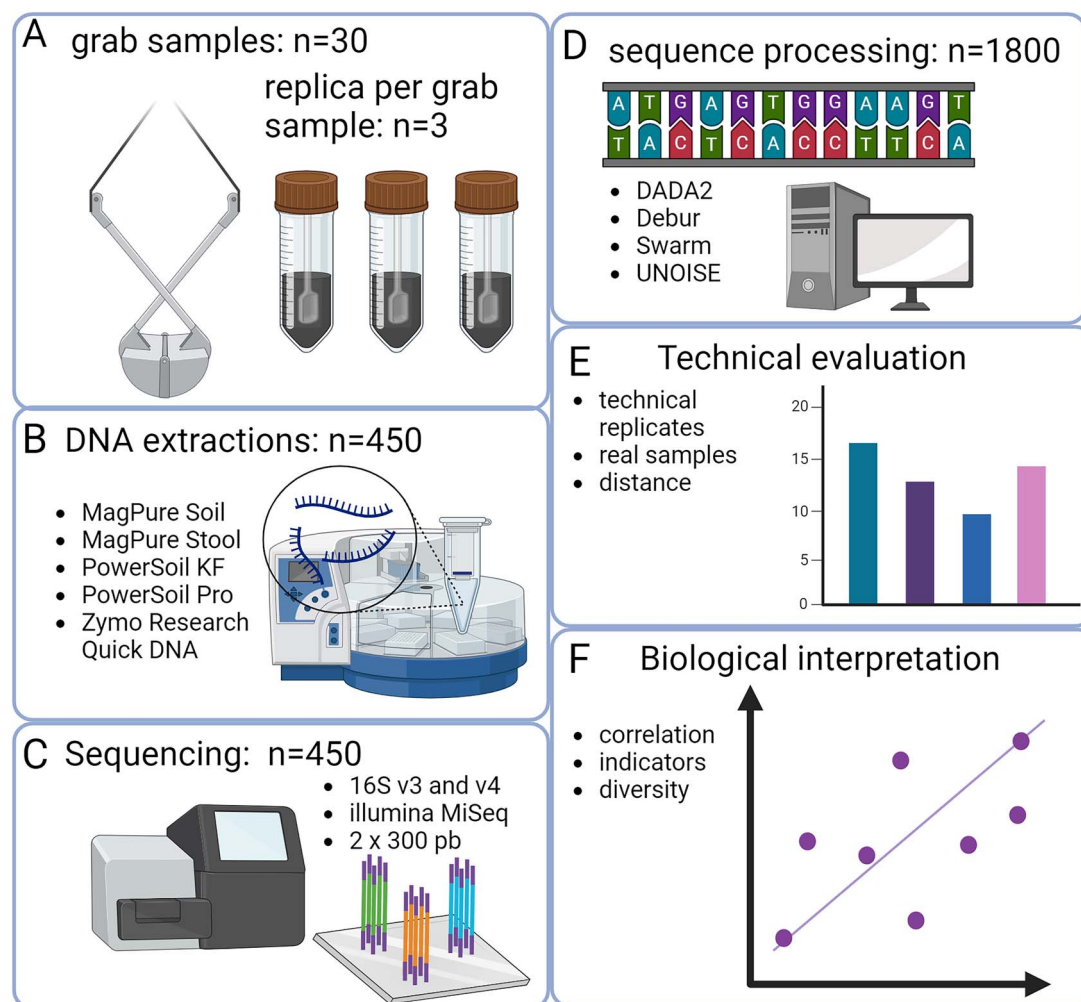 A grab samples: n=30
replica per grab
sample: n=3
B DNA extractions: n=450
• MagPure Soil
• MagPure Stool
• PowerSoil KF
• PowerSoil Pro
• Zymo Research
Quick DNA
C Sequencing: n=450
• 16S v3 and v4
• illumina MiSeq
• 2 x 300 pb
D sequence processing: n=1800
A T G A G T G G A A G T
T A C T C A C C T T C A
• DADA2
• Debur
• Swarm
• UNOISE
E Technical evaluation
• technical
replicates
• real samples
• distance
20
15
10
5
0
F Biological interpretation
• correlation
• indicators
• diversity